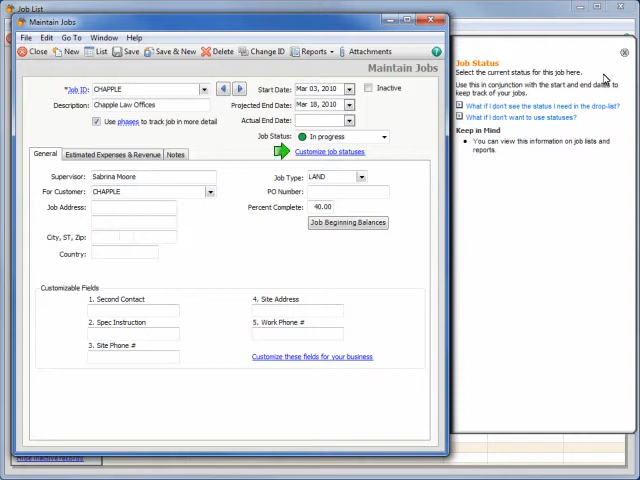 Job List
Maintain Jobs
File Edit Go To Window Help
Close New List Save Save & New Delete Change ID Reports Attachments
Maintain Jobs
*Job ID: CHAPPLE
Start Date: Mar 03, 2010 Inactive
Description: Chapple Law Offices
Projected End Date: Mar 18, 2010
Use phases to track job in more detail
Actual End Date:
Job Status: In progress
Customize job statuses
General Estimated Expenses & Revenue Notes
Supervisor: Sabrina Moore
Job Type: LAND
For Customer: CHAPPLE
PO Number:
Job Address:
Percent Complete: 40.00
Job Beginning Balances
City, ST, Zip:
Country:
Customizable Fields
1. Second Contact
4. Site Address
2. Spec Instruction
5. Work Phone #
3. Site Phone #
Customize these fields for your business
Hide inactive records
Job Status
Select the current status for this job here.
Use this in conjunction with the start and end dates to
keep track of your jobs.
What if I don't see the status I need in the drop-list?
What if I don't want to use statuses?
Keep in Mind
• You can view this information on job lists and
reports.